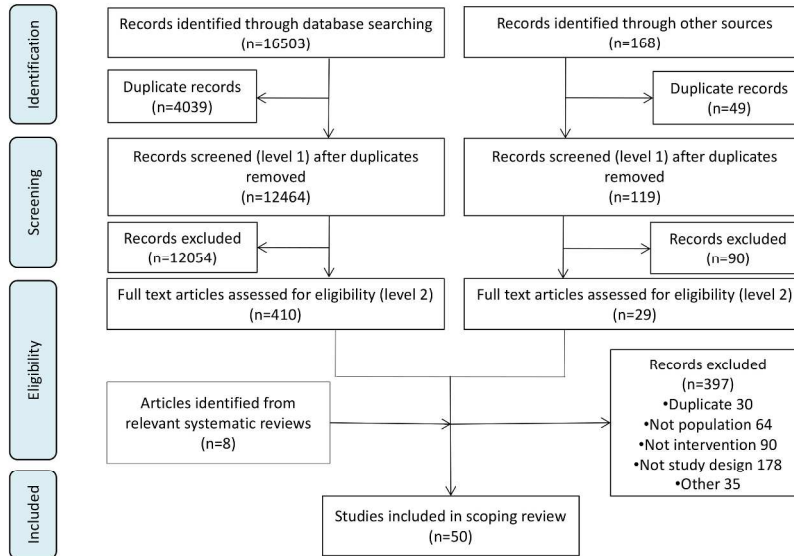 Identification
Records identified through database searching
(n=16503)
Records identified through other sources
(n=168)
Duplicate records
(n=4039)
Duplicate records
(n=49)
Screening
Records screened (level 1) after duplicates
removed
(n=12464)
Records screened (level 1) after duplicates
removed
(n=119)
Records excluded
(n=12054)
Records excluded
(n=90)
Eligibility
Full text articles assessed for eligibility (level 2)
(n=410)
Full text articles assessed for eligibility (level 2)
(n=29)
Articles identified from
relevant systematic reviews
(n=8)
Records excluded
(n=397)
•Duplicate 30
•Not population 64
•Not intervention 90
•Not study design 178
•Other 35
Included
Studies included in scoping review
(n=50)